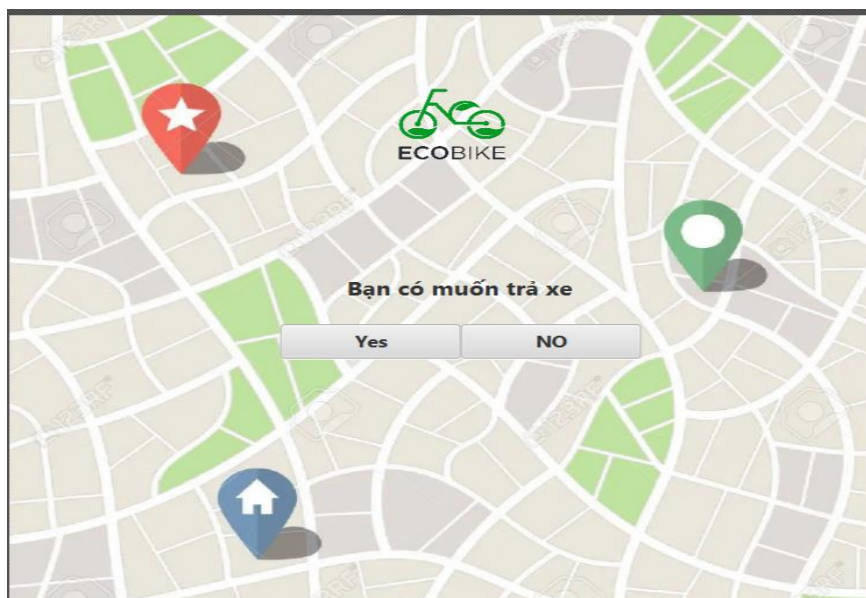 ECOBIKE
Bạn có muốn trả xe
Yes
NO